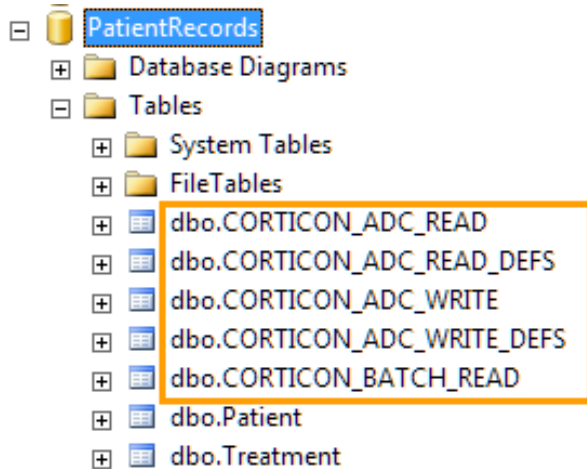 PatientRecords
Database Diagrams
Tables
System Tables
FileTables
dbo.CORTICON_ADC_READ
dbo.CORTICON_ADC_READ_DEFS
dbo.CORTICON_ADC_WRITE
dbo.CORTICON_ADC_WRITE_DEFS
dbo.CORTICON_BATCH_READ
dbo.Patient
dbo.Treatment